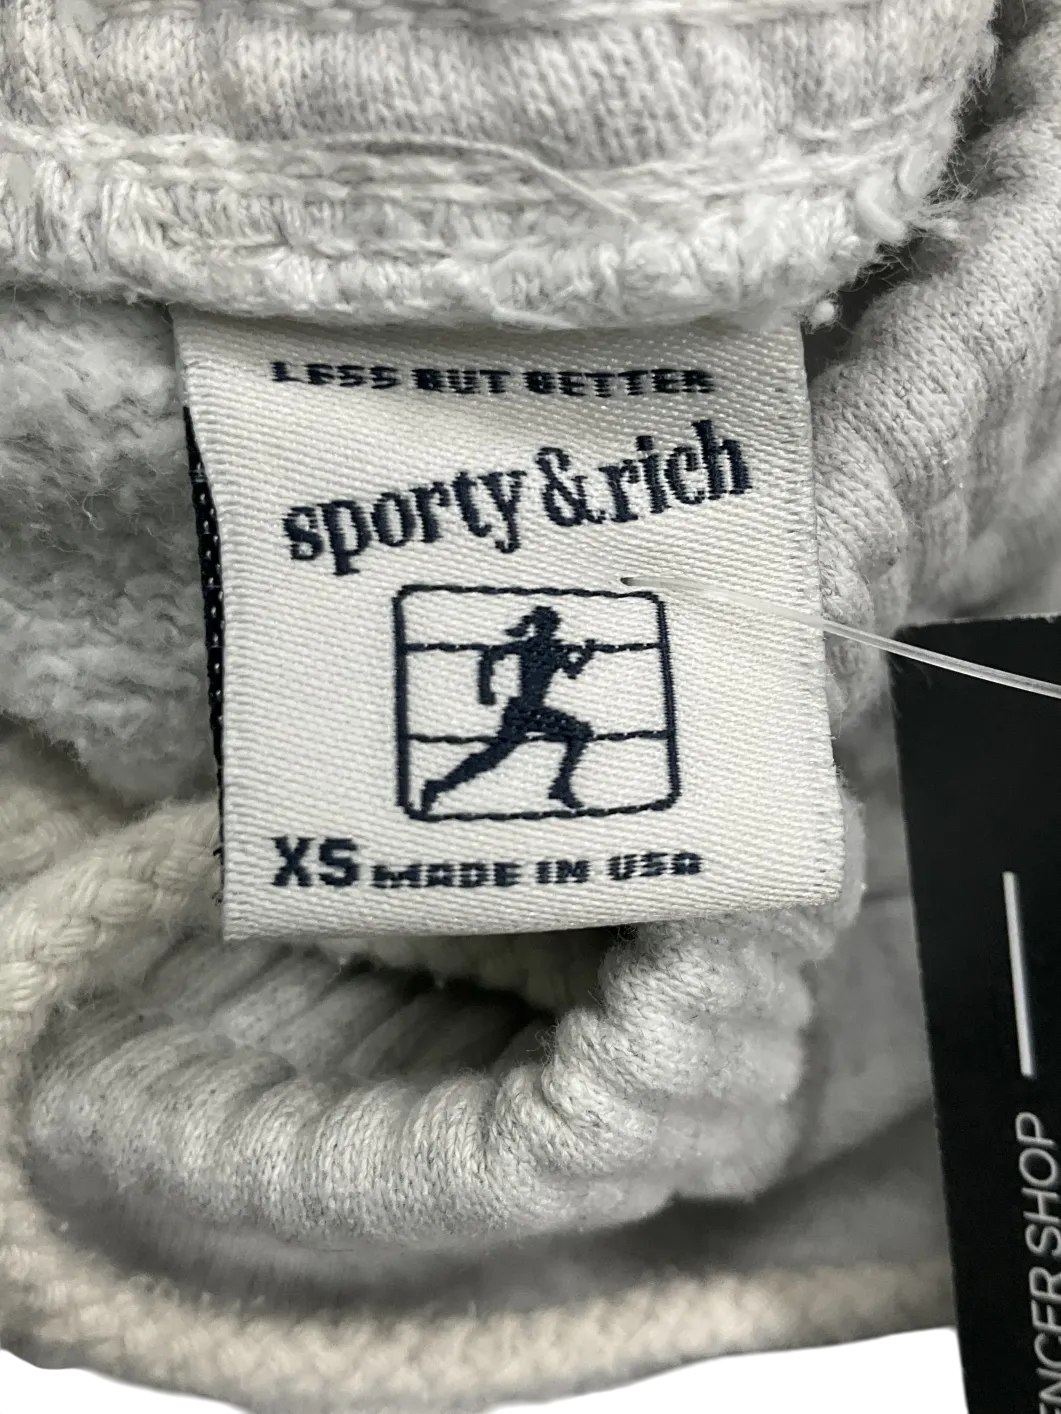 LESS BUT BETTER
sporty & rich
XS MADE IN USA
SHOP